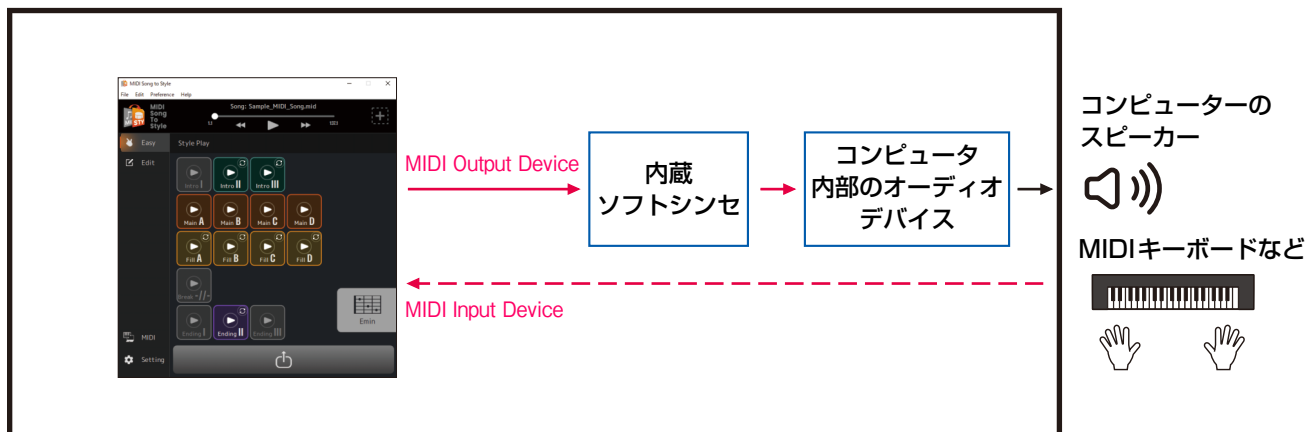 MIDI Song to Style
File Edit Preference Help
MIDI
Song
To
Style
Song: Sample_MIDI_Song.mid
1:1
Easy
Style Play
Edit
Intro I
Intro II
Intro III
Main A
Main B
Main C
Main D
Fill A
Fill B
Fill C
Fill D
Break
Emin
Ending I
Ending II
Ending III
MIDI
Setting
MIDI Output Device
内蔵
ソフトシンセ
コンピュータ
内部のオーディオ
デバイス
MIDI Input Device
コンピューターの
スピーカー
MIDIキーボードなど